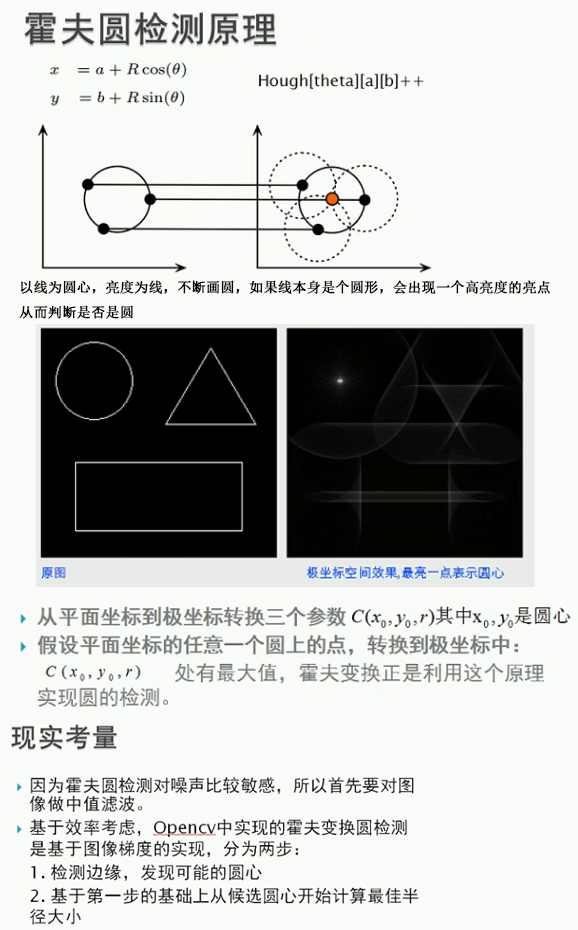 霍夫圆检测原理
x = a + R cos(θ)
y = b + R sin(θ)
Hough[theta][a][b]++
以线为圆心，亮度为线，不断画圆，如果线本身是个圆形，会出现一个高亮度的亮点
从而判断是否是圆
原图
极坐标空间效果,最亮一点表示圆心
从平面坐标到极坐标转换三个参数 C(x₀,y₀,r)其中x₀,y₀是圆心
假设平面坐标的任意一个圆上的点，转换到极坐标中：
C(x₀,y₀,r) 处有最大值，霍夫变换正是利用这个原理
实现圆的检测。
现实考量
因为霍夫圆检测对噪声比较敏感，所以首先要对图
像做中值滤波。
基于效率考虑，Opencv中实现的霍夫变换圆检测
是基于图像梯度的实现，分为两步：
1. 检测边缘，发现可能的圆心
2. 基于第一步的基础上从候选圆心开始计算最佳半
径大小